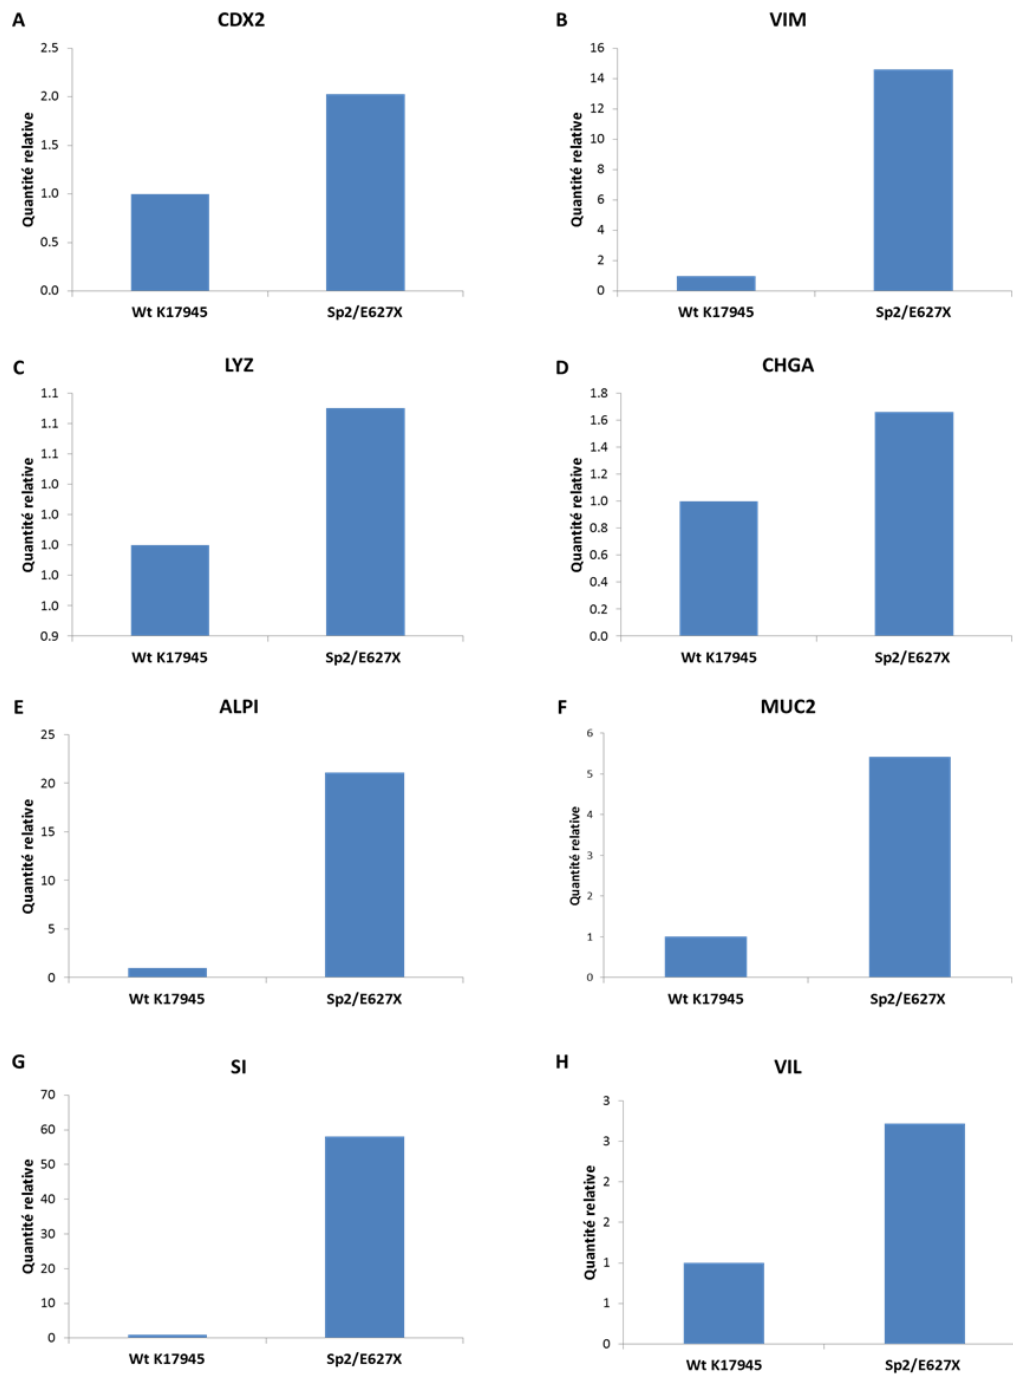 A
CDX2
Quantité relative
2.5
2.0
1.5
1.0
0.5
0.0
Wt K17945
Sp2/E627X
B
VIM
Quantité relative
16
14
12
10
8
6
4
2
0
Wt K17945
Sp2/E627X
C
LYZ
Quantité relative
1.1
1.1
1.1
1.0
1.0
1.0
1.0
1.0
0.9
Wt K17945
Sp2/E627X
D
CHGA
Quantité relative
1.8
1.6
1.4
1.2
1.0
0.8
0.6
0.4
0.2
0.0
Wt K17945
Sp2/E627X
E
ALPI
Quantité relative
25
20
15
10
5
0
Wt K17945
Sp2/E627X
F
MUC2
Quantité relative
6
5
4
3
2
1
0
Wt K17945
Sp2/E627X
G
SI
Quantité relative
70
60
50
40
30
20
10
0
Wt K17945
Sp2/E627X
H
VIL
Quantité relative
3
3
2
2
1
1
0
Wt K17945
Sp2/E627X